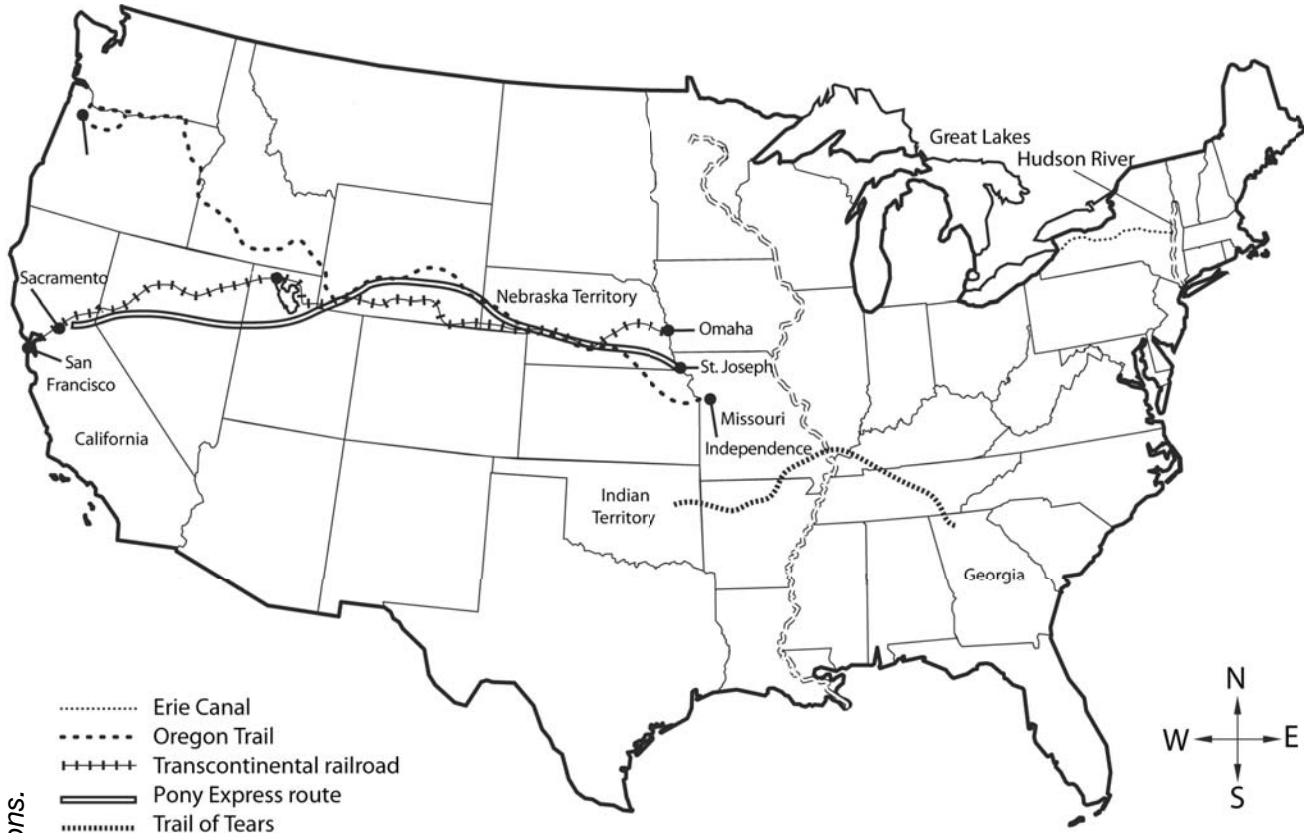 Great Lakes
Hudson River
Sacramento
Nebraska Territory
Omaha
San
Francisco
St. Joseph
Missouri
California
Independence
Indian
Territory
Georgia
N
W E
S
Erie Canal
Oregon Trail
Transcontinental railroad
Pony Express route
Trail of Tears
ons.